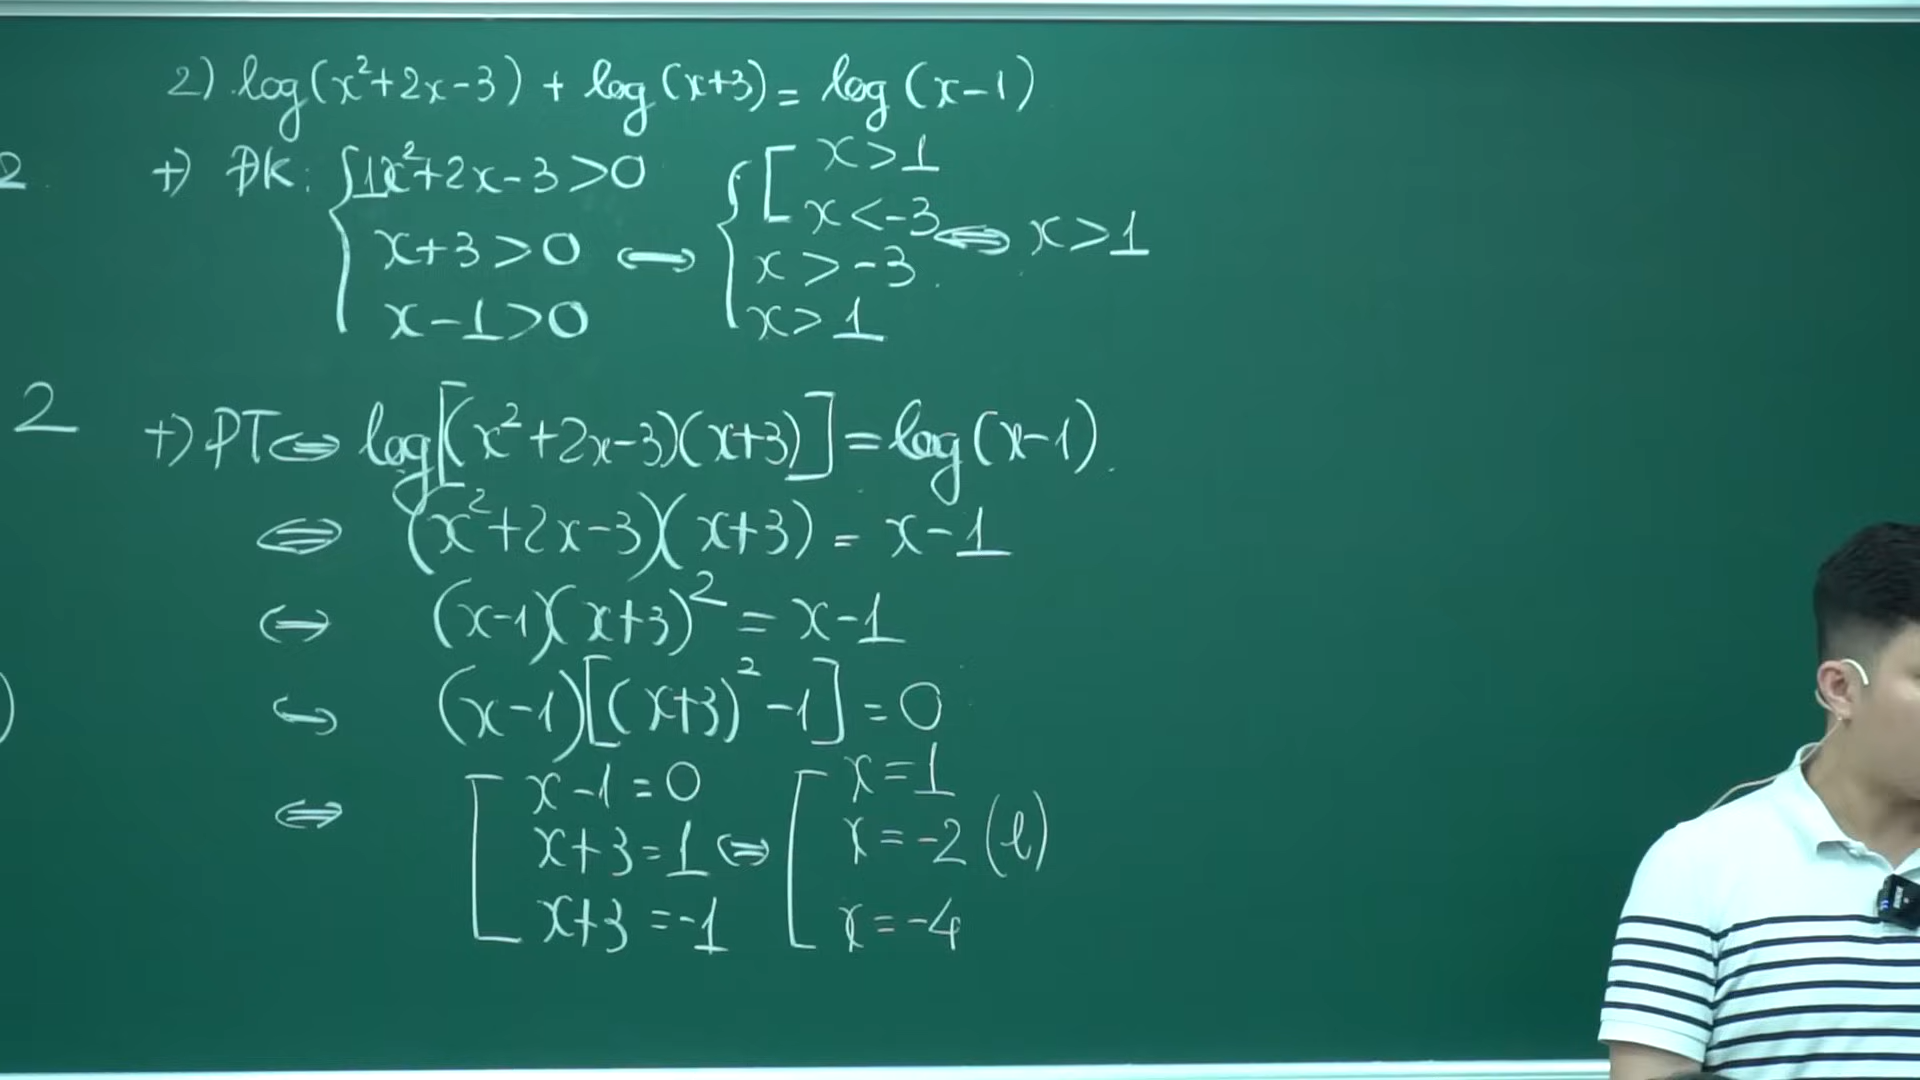 2) log(x²+2x-3) + log(x+3) = log(x-1)
2
+) ĐK: { 1x²+2x-3>0
x+3>0
x-1>0
⟺ { [ x>1
x<-3
x>-3
x>1
⟺ x>1
2
+) PT ⟺ log[(x²+2x-3)(x+3)] = log(x-1).
⟺ (x²+2x-3)(x+3) = x-1
⟺ (x-1)(x+3)² = x-1
)
⟺ (x-1)[(x+3)²-1] = 0
⟺ [ x-1=0
x+3=1
x+3=-1
⟺ [ x=1
x=-2 (l)
x=-4